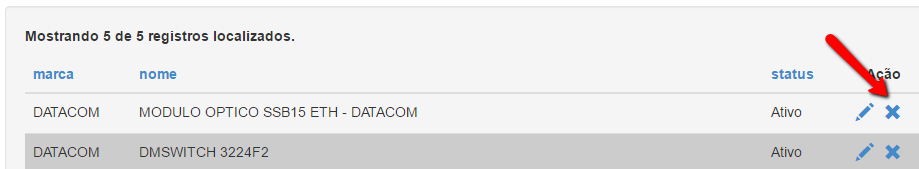 Mostrando 5 de 5 registros localizados.
marca nome status Ação
DATACOM MODULO OPTICO SSB15 ETH - DATACOM Ativo
DATACOM DMSWITCH 3224F2 Ativo